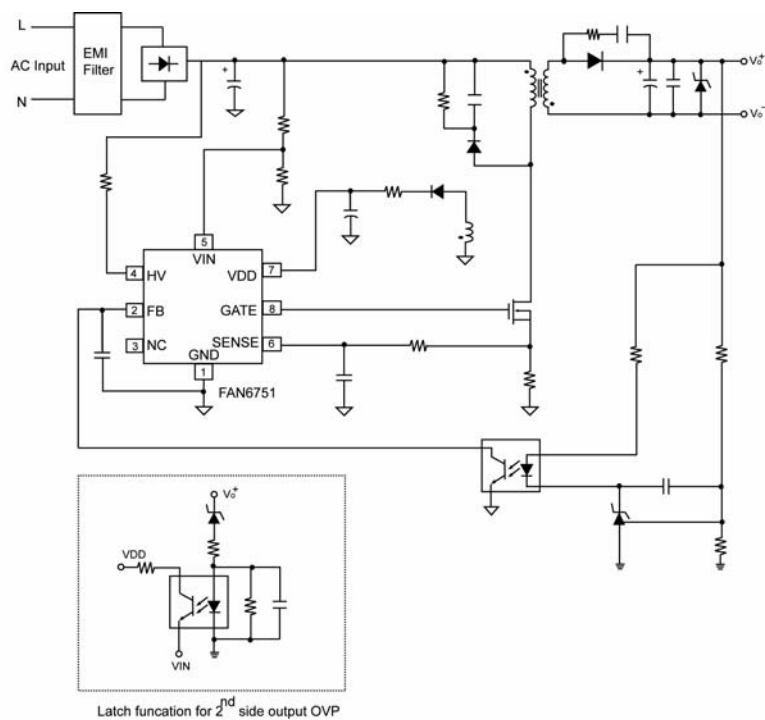 L
EMI
Filter
AC Input
N
Vo+
Vo-
5
VIN
4
HV
VDD
7
2
FB
GATE
8
3
NC
SENSE
6
GND
1
FAN6751
Vo+
VDD
VIN
Latch funcation for 2nd side output OVP